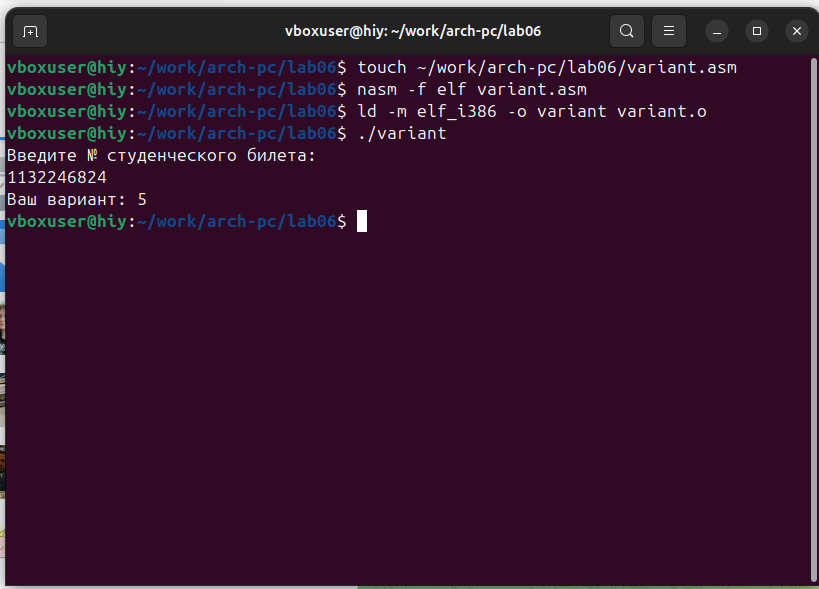 vboxuser@hiy: ~/work/arch-pc/lab06
vboxuser@hiy:~/work/arch-pc/lab06$ touch ~/work/arch-pc/lab06/variant.asm
vboxuser@hiy:~/work/arch-pc/lab06$ nasm -f elf variant.asm
vboxuser@hiy:~/work/arch-pc/lab06$ ld -m elf_i386 -o variant variant.o
vboxuser@hiy:~/work/arch-pc/lab06$ ./variant
Введите № студенческого билета:
1132246824
Ваш вариант: 5
vboxuser@hiy:~/work/arch-pc/lab06$